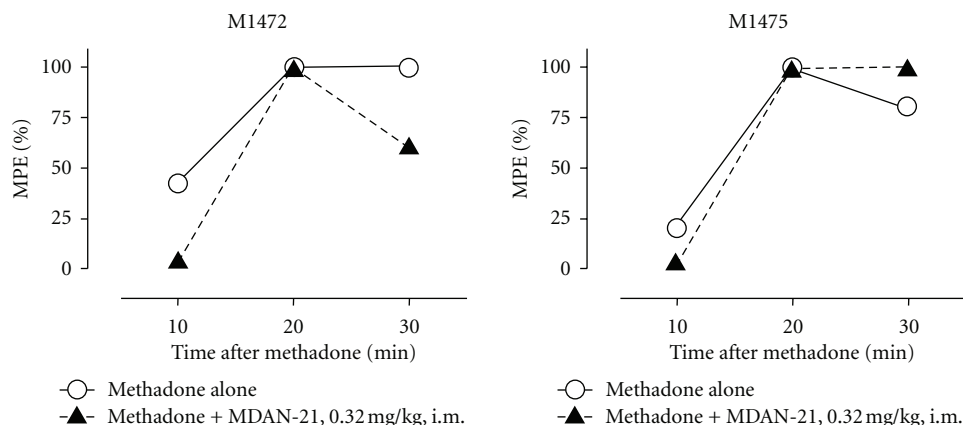 M1472
100
75
50
25
0
MPE (%)
10 20 30
Time after methadone (min)
Methadone alone
Methadone + MDAN-21, 0.32 mg/kg, i.m.
M1475
100
75
50
25
0
MPE (%)
10 20 30
Time after methadone (min)
Methadone alone
Methadone + MDAN-21, 0.32 mg/kg, i.m.